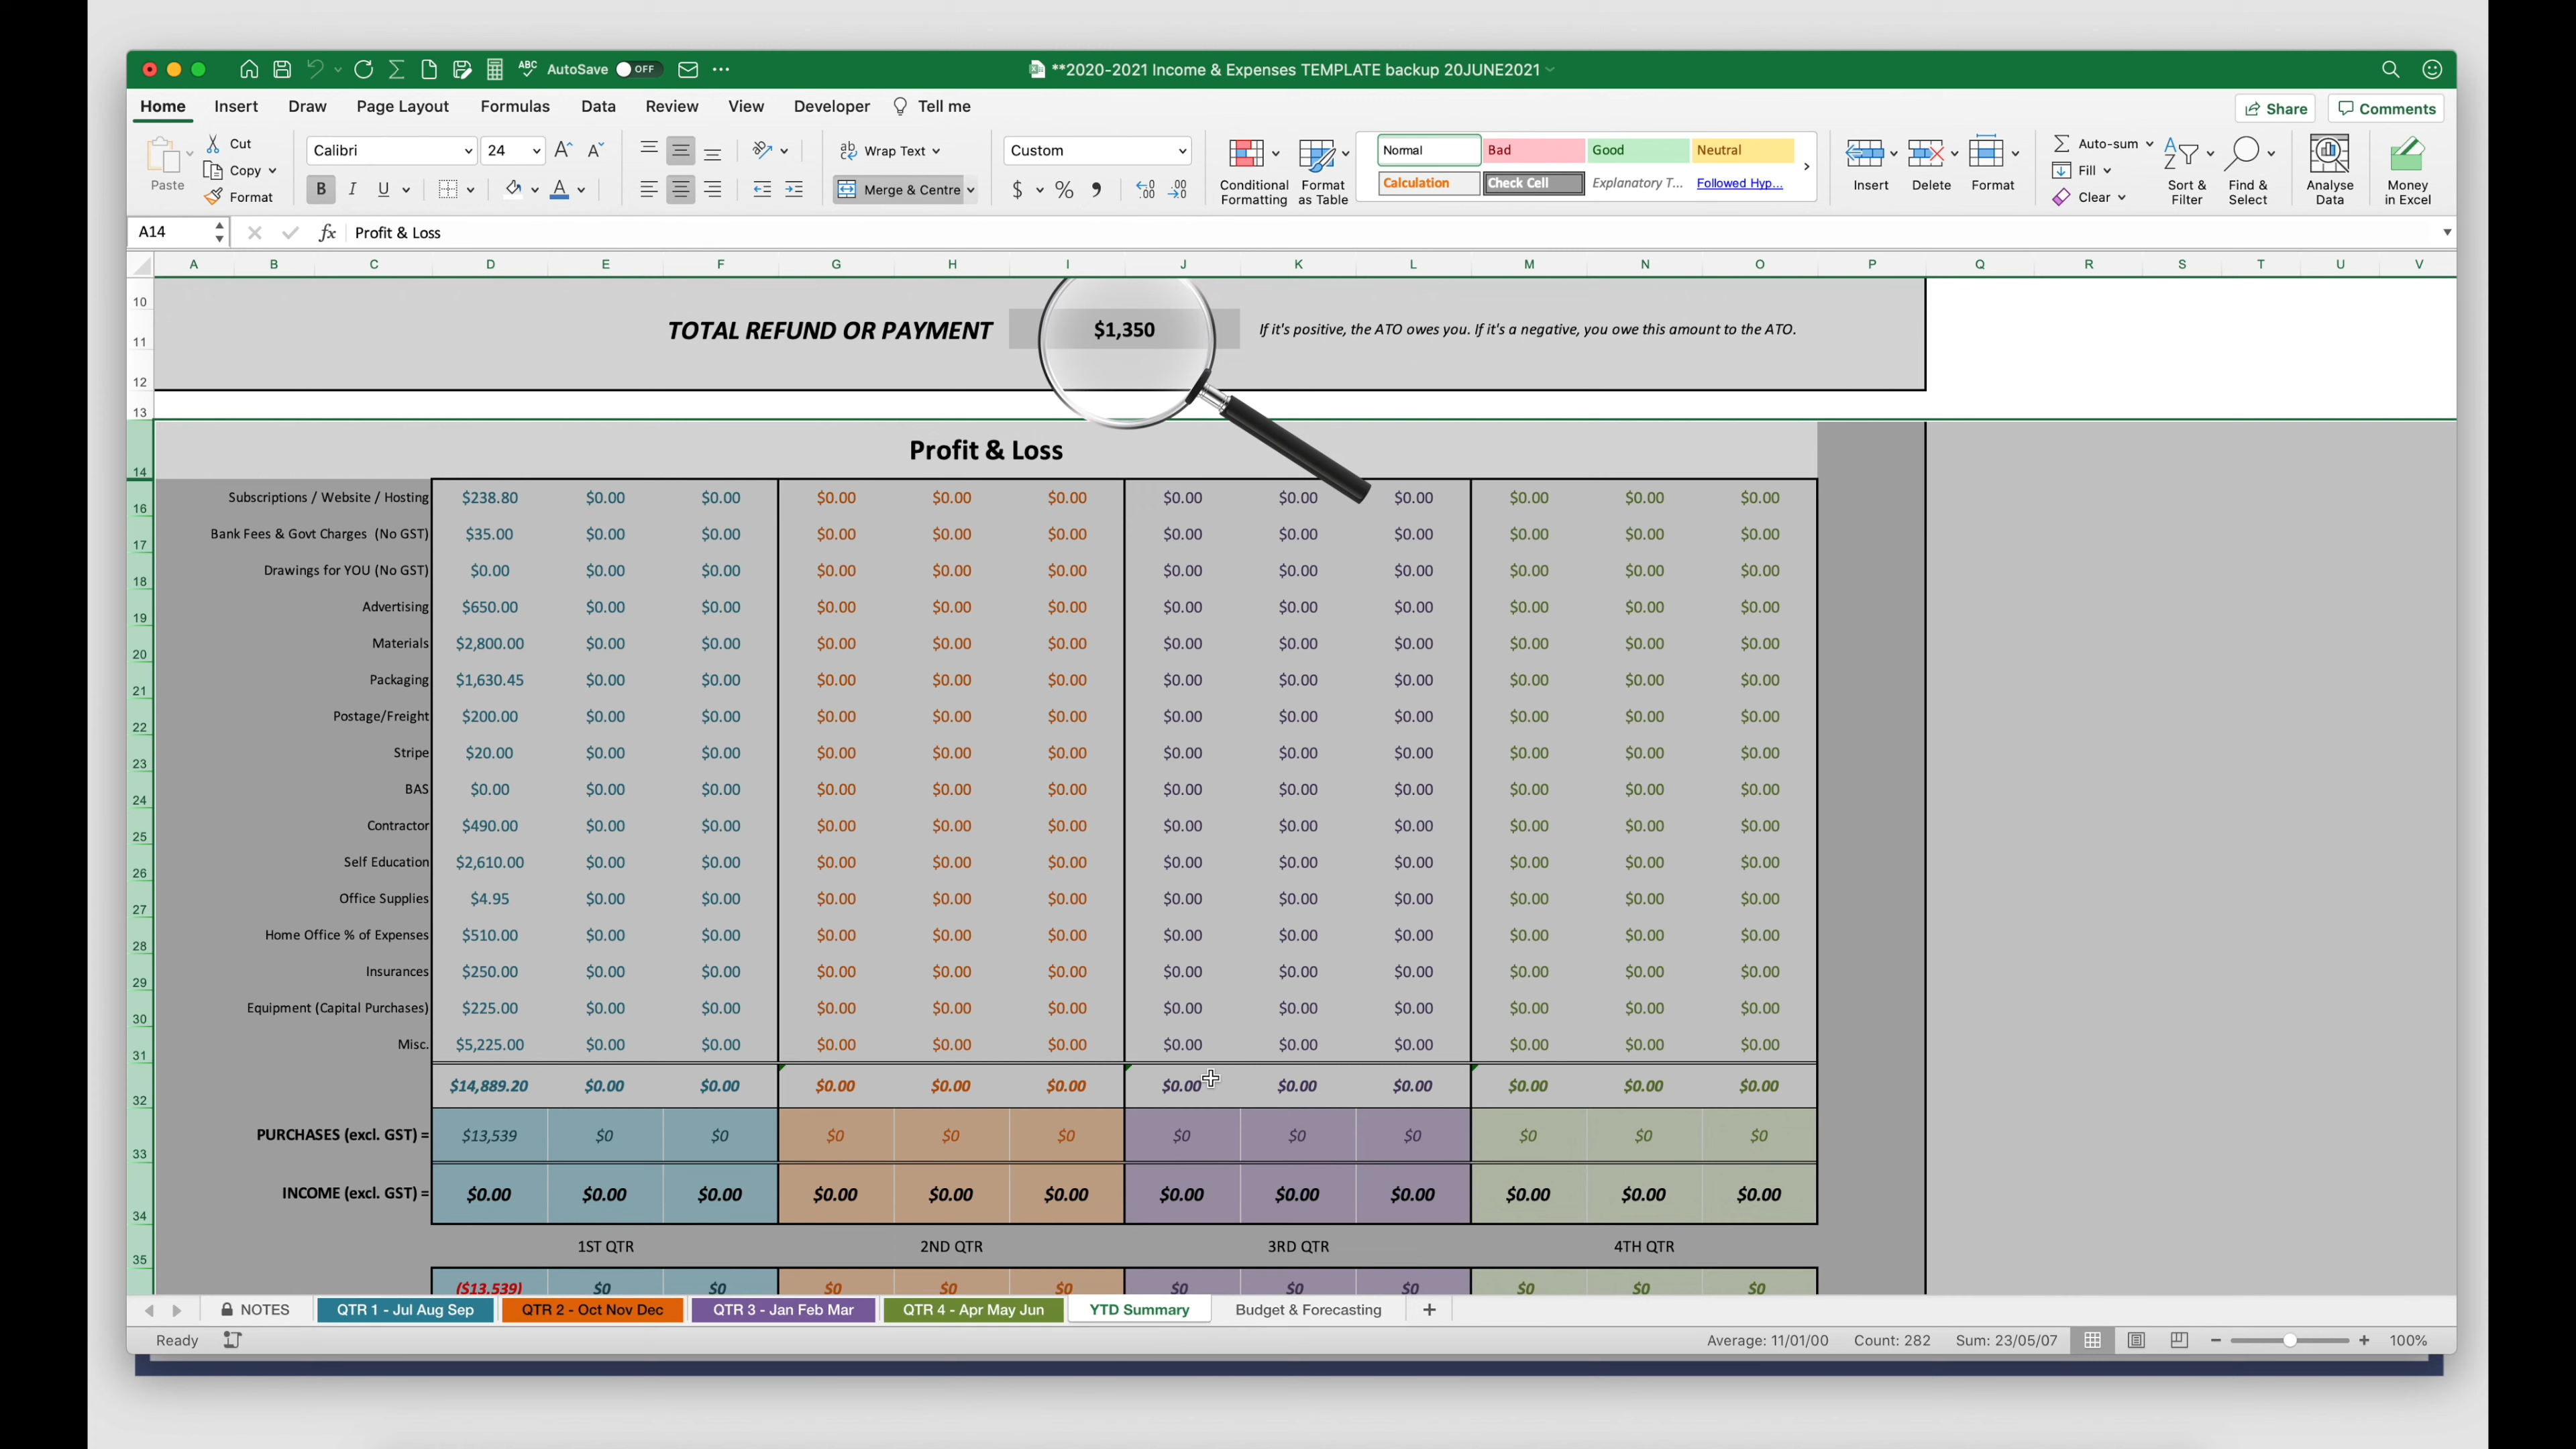 ABC AutoSave OFF **2020-2021 Income & Expenses TEMPLATE backup 20JUNE2021
Home Insert Draw Page Layout Formulas Data Review View Developer Tell me Share Comments
Paste Cut Copy Format
Calibri 24 A A
B I U A
ab Wrap Text
Merge & Centre
Custom
$ % 9 .0 .00 .00 .0
Conditional Formatting
Format as Table
Normal Bad Good Neutral
Calculation Check Cell Explanatory T... Followed Hyp...
Insert Delete Format
Auto-sum
Fill
Clear
Sort & Filter
Find & Select
Analyse Data
Money in Excel
A14 fx Profit & Loss
A B C D E F G H I J K L M N O P Q R S T U V
10
11 TOTAL REFUND OR PAYMENT $1,350 If it's positive, the ATO owes you. If it's a negative, you owe this amount to the ATO.
12
13
14 Profit & Loss
16 Subscriptions / Website / Hosting $238.80 $0.00 $0.00 $0.00 $0.00 $0.00 $0.00 $0.00 $0.00 $0.00 $0.00 $0.00
17 Bank Fees & Govt Charges (No GST) $35.00 $0.00 $0.00 $0.00 $0.00 $0.00 $0.00 $0.00 $0.00 $0.00 $0.00 $0.00
18 Drawings for YOU (No GST) $0.00 $0.00 $0.00 $0.00 $0.00 $0.00 $0.00 $0.00 $0.00 $0.00 $0.00 $0.00
19 Advertising $650.00 $0.00 $0.00 $0.00 $0.00 $0.00 $0.00 $0.00 $0.00 $0.00 $0.00 $0.00
20 Materials $2,800.00 $0.00 $0.00 $0.00 $0.00 $0.00 $0.00 $0.00 $0.00 $0.00 $0.00 $0.00
21 Packaging $1,630.45 $0.00 $0.00 $0.00 $0.00 $0.00 $0.00 $0.00 $0.00 $0.00 $0.00 $0.00
22 Postage/Freight $200.00 $0.00 $0.00 $0.00 $0.00 $0.00 $0.00 $0.00 $0.00 $0.00 $0.00 $0.00
23 Stripe $20.00 $0.00 $0.00 $0.00 $0.00 $0.00 $0.00 $0.00 $0.00 $0.00 $0.00 $0.00
24 BAS $0.00 $0.00 $0.00 $0.00 $0.00 $0.00 $0.00 $0.00 $0.00 $0.00 $0.00 $0.00
25 Contractor $490.00 $0.00 $0.00 $0.00 $0.00 $0.00 $0.00 $0.00 $0.00 $0.00 $0.00 $0.00
26 Self Education $2,610.00 $0.00 $0.00 $0.00 $0.00 $0.00 $0.00 $0.00 $0.00 $0.00 $0.00 $0.00
27 Office Supplies $4.95 $0.00 $0.00 $0.00 $0.00 $0.00 $0.00 $0.00 $0.00 $0.00 $0.00 $0.00
28 Home Office % of Expenses $510.00 $0.00 $0.00 $0.00 $0.00 $0.00 $0.00 $0.00 $0.00 $0.00 $0.00 $0.00
29 Insurances $250.00 $0.00 $0.00 $0.00 $0.00 $0.00 $0.00 $0.00 $0.00 $0.00 $0.00 $0.00
30 Equipment (Capital Purchases) $225.00 $0.00 $0.00 $0.00 $0.00 $0.00 $0.00 $0.00 $0.00 $0.00 $0.00 $0.00
31 Misc. $5,225.00 $0.00 $0.00 $0.00 $0.00 $0.00 $0.00 $0.00 $0.00 $0.00 $0.00 $0.00
32 $14,889.20 $0.00 $0.00 $0.00 $0.00 $0.00 $0.00 $0.00 $0.00 $0.00 $0.00 $0.00
33 PURCHASES (excl. GST) = $13,539 $0 $0 $0 $0 $0 $0 $0 $0 $0 $0 $0
34 INCOME (excl. GST) = $0.00 $0.00 $0.00 $0.00 $0.00 $0.00 $0.00 $0.00 $0.00 $0.00 $0.00 $0.00
35 1ST QTR 2ND QTR 3RD QTR 4TH QTR
($13,539) $0 $0 $0 $0 $0 $0 $0 $0 $0 $0 $0
NOTES QTR 1 - Jul Aug Sep QTR 2 - Oct Nov Dec QTR 3 - Jan Feb Mar QTR 4 - Apr May Jun YTD Summary Budget & Forecasting +
Ready Average: 11/01/00 Count: 282 Sum: 23/05/07 100%